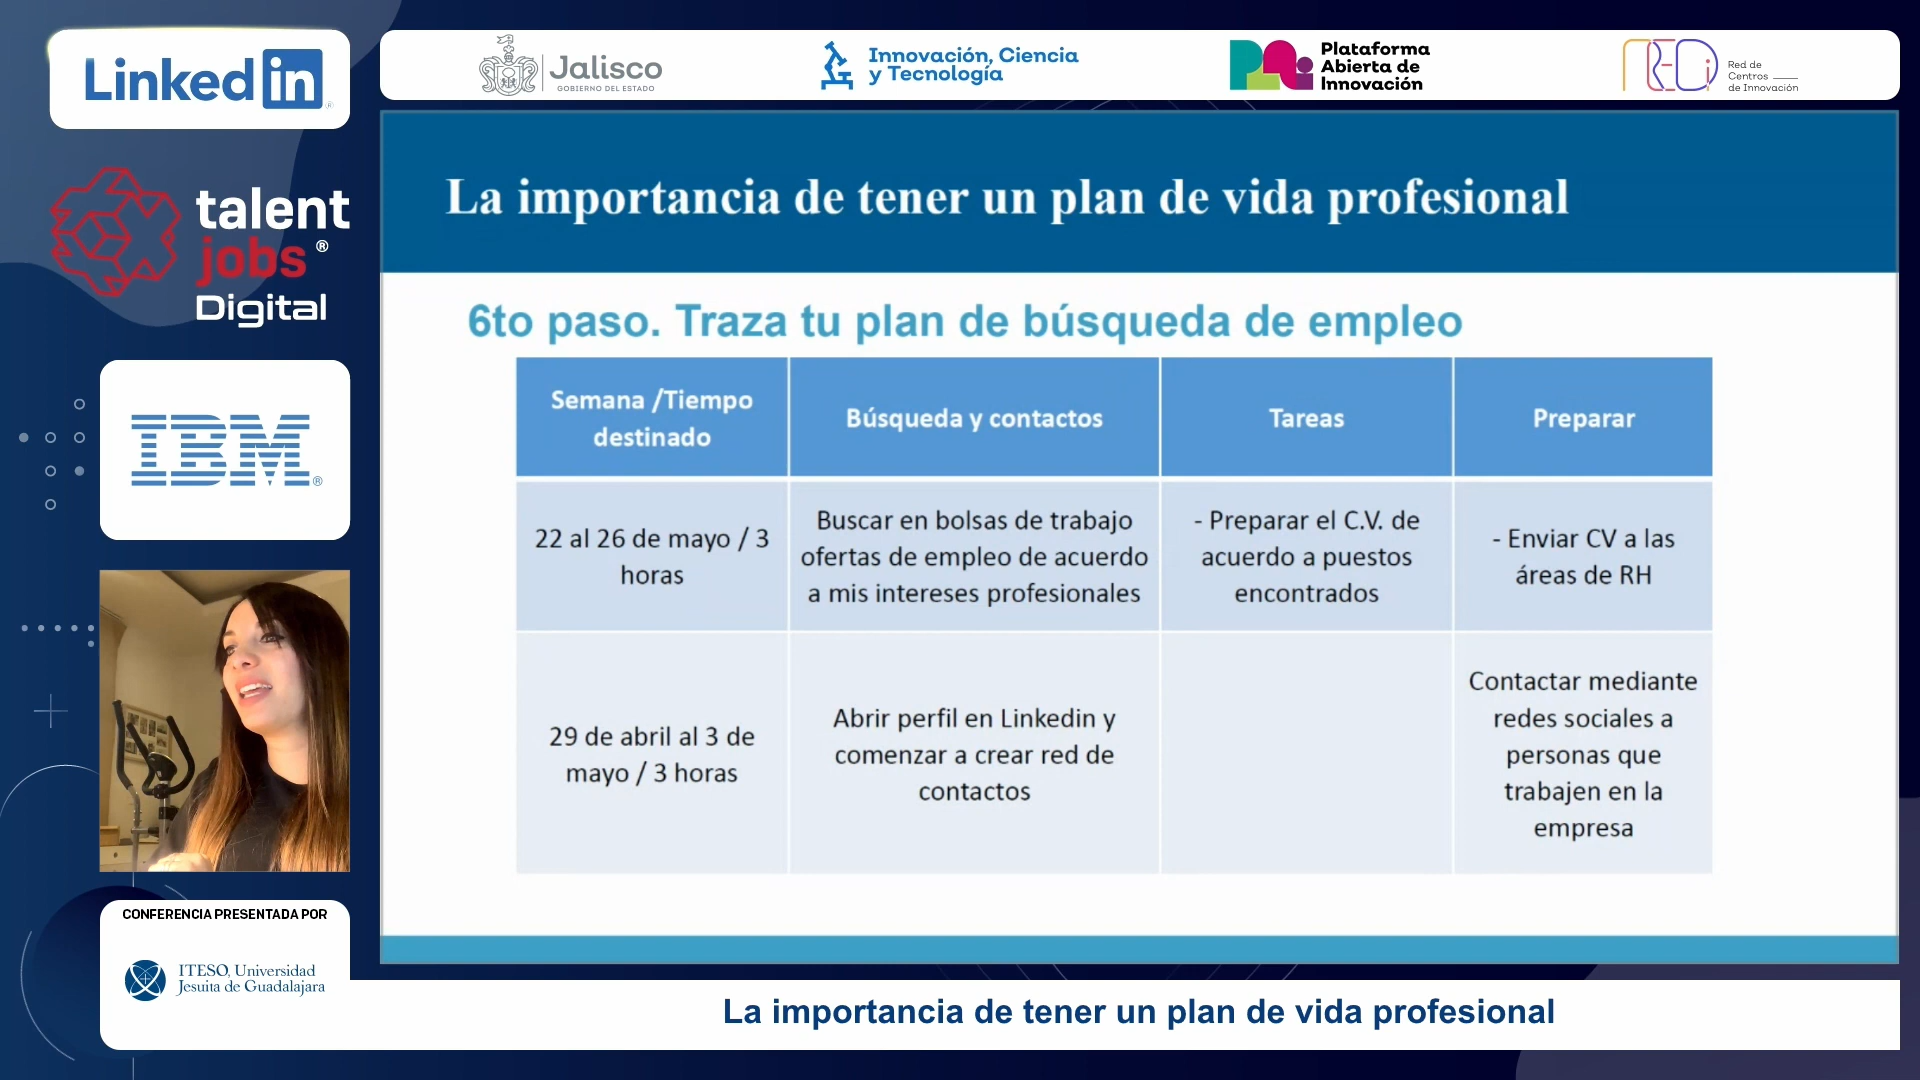 Linkedin
Jalisco
GOBIERNO DEL ESTADO
Innovación, Ciencia
y Tecnología
Plataforma
Abierta de
Innovación
REDi
Red de
Centros
de Innovación
talent
jobs ®
Digital
IBM ®
CONFERENCIA PRESENTADA POR
ITESO, Universidad
Jesuita de Guadalajara
La importancia de tener un plan de vida profesional
6to paso. Traza tu plan de búsqueda de empleo
Semana /Tiempo
destinado
Búsqueda y contactos
Tareas
Preparar
22 al 26 de mayo / 3
horas
Buscar en bolsas de trabajo
ofertas de empleo de acuerdo
a mis intereses profesionales
- Preparar el C.V. de
acuerdo a puestos
encontrados
- Enviar CV a las
áreas de RH
29 de abril al 3 de
mayo / 3 horas
Abrir perfil en Linkedin y
comenzar a crear red de
contactos
Contactar mediante
redes sociales a
personas que
trabajen en la
empresa
La importancia de tener un plan de vida profesional